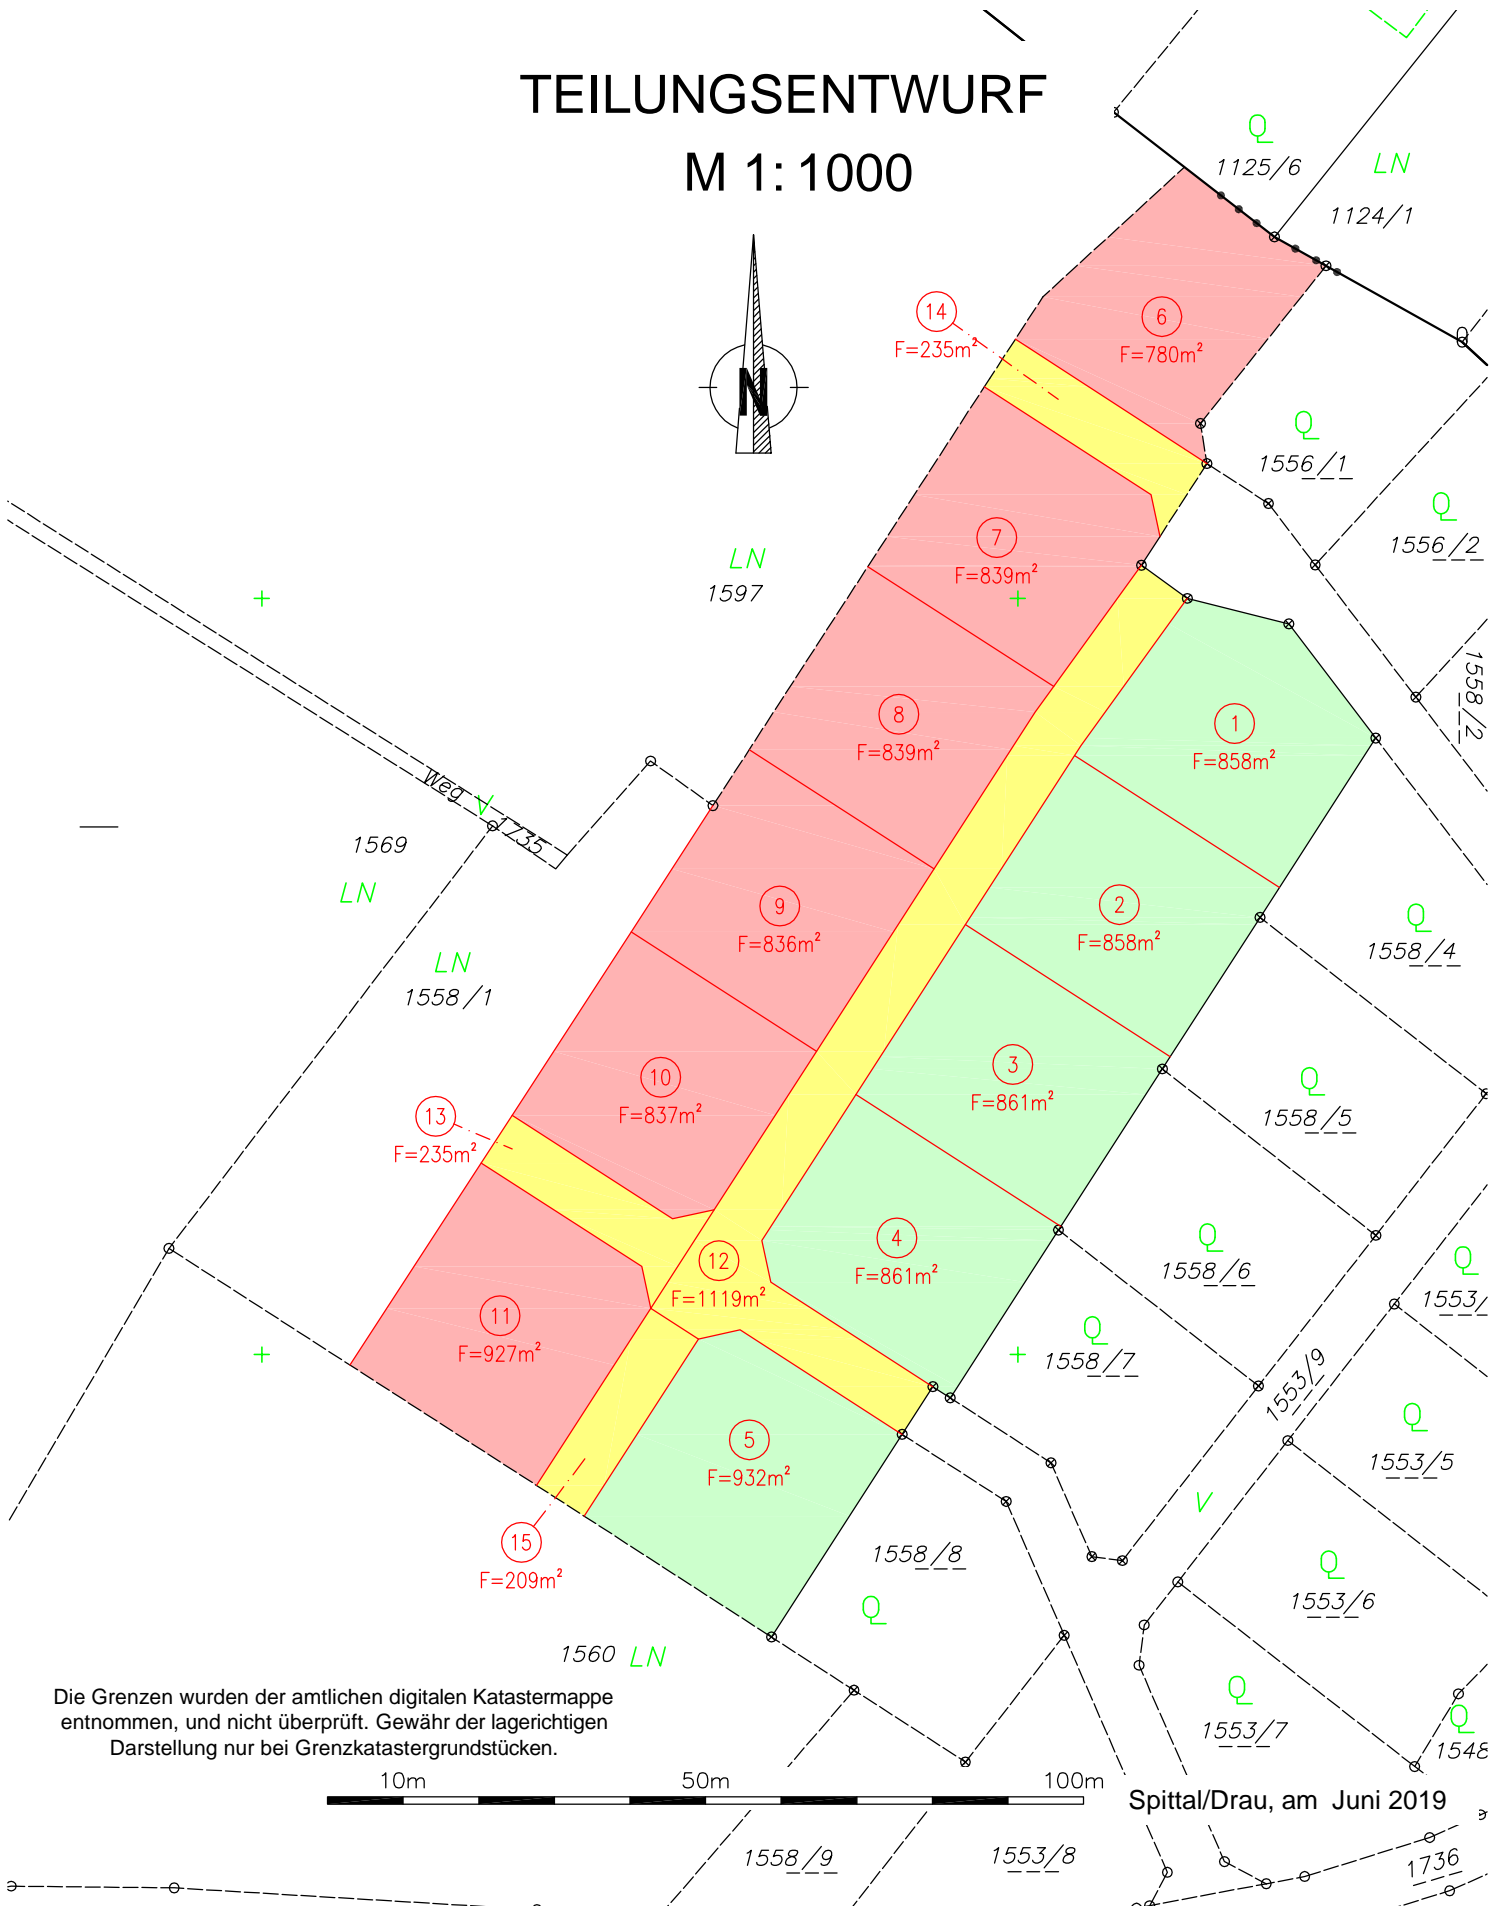 TEILUNGSENTWURF
M 1: 1000
N
Q
1125/6
LN
1124/1
14
F=235m²
6
F=780m²
Q
1556/1
Q
1556/2
7
F=839m²
LN
1597
1558/2
8
F=839m²
1
F=858m²
Weg
V
1735
1569
LN
9
F=836m²
2
F=858m²
Q
1558/4
LN
1558/1
10
F=837m²
3
F=861m²
Q
1558/5
13
F=235m²
4
F=861m²
Q
1558/6
Q
1553/
12
F=1119m²
11
F=927m²
Q
1558/7
1553/9
5
F=932m²
Q
1553/5
V
15
F=209m²
1558/8
Q
Q
1553/6
1560 LN
Q
1553/7
Q
1548
Die Grenzen wurden der amtlichen digitalen Katastermappe
entnommen, und nicht überprüft. Gewähr der lagerichtigen
Darstellung nur bei Grenzkatastergrundstücken.
10m 50m 100m
Spittal/Drau, am Juni 2019
1558/9
1553/8
1736